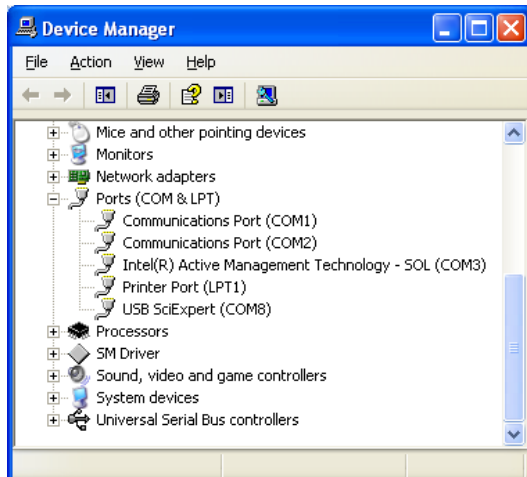 Device Manager
File Action View Help
Mice and other pointing devices
Monitors
Network adapters
Ports (COM & LPT)
Communications Port (COM1)
Communications Port (COM2)
Intel(R) Active Management Technology - SOL (COM3)
Printer Port (LPT1)
USB SciExpert (COM8)
Processors
SM Driver
Sound, video and game controllers
System devices
Universal Serial Bus controllers